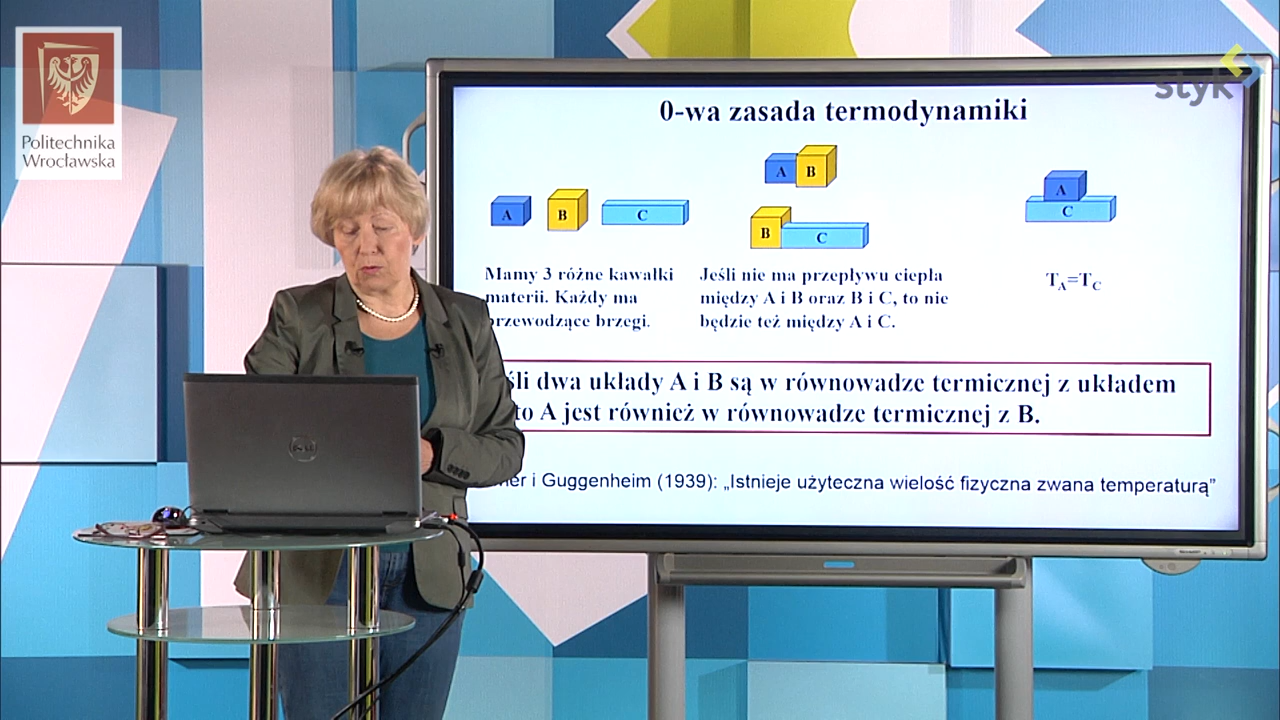 Politechnika
Wrocławska
styk
0-wa zasada termodynamiki
A B C
A B
B C
A
C
Mamy 3 różne kawałki
materii. Każdy ma
przewodzące brzegi.
Jeśli nie ma przepływu ciepła
między A i B oraz B i C, to nie
będzie też między A i C.
TA=TC
dwa układy A i B są w równowadze termicznej z układem
to A jest również w równowadze termicznej z B.
i Guggenheim (1939): „Istnieje użyteczna wielość fizyczna zwana temperaturą”
DELL
SHARP